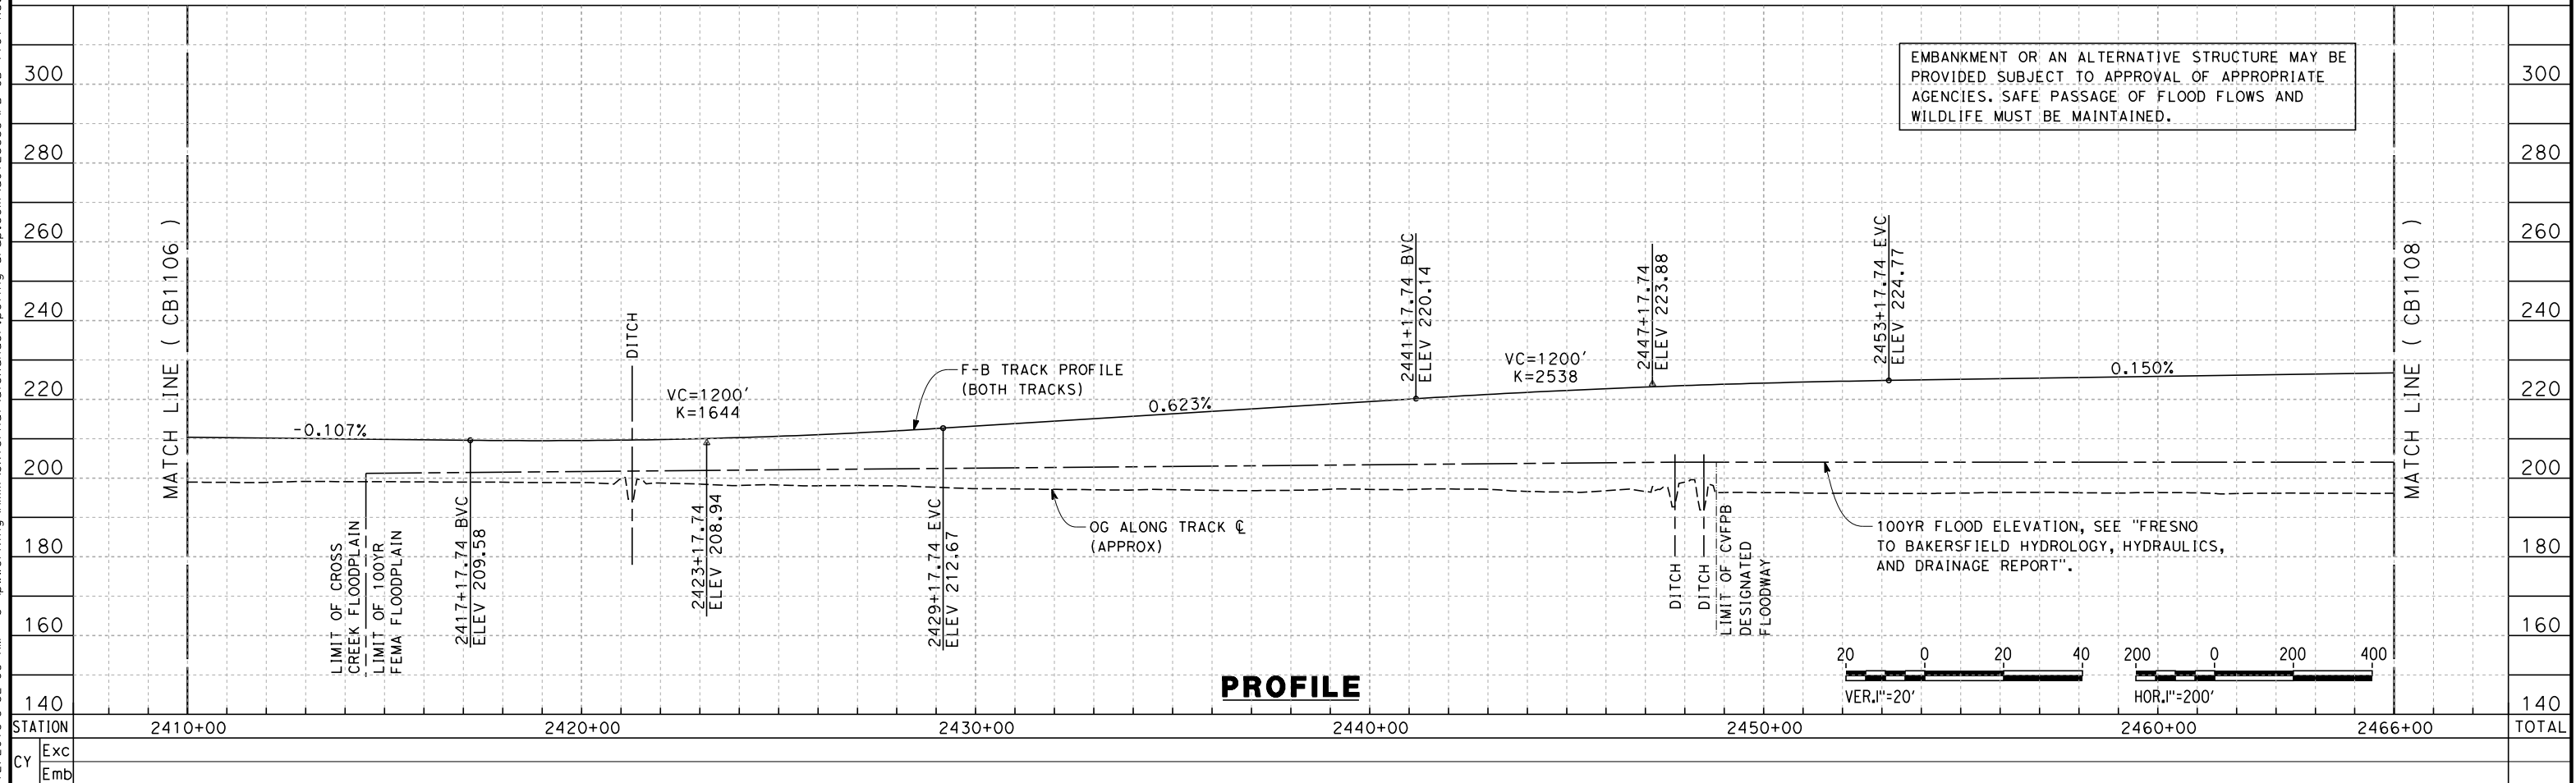 EMBANKMENT OR AN ALTERNATIVE STRUCTURE MAY BE
PROVIDED SUBJECT TO APPROVAL OF APPROPRIATE
AGENCIES. SAFE PASSAGE OF FLOOD FLOWS AND
WILDLIFE MUST BE MAINTAINED.
300
280
260
240
220
200
180
160
140
300
280
260
240
220
200
180
160
140
MATCH LINE ( CB1106 )
-0.107%
LIMIT OF CROSS
CREEK FLOODPLAIN
LIMIT OF 100YR
FEMA FLOODPLAIN
2417+17.74 BVC
ELEV 209.58
DITCH
VC=1200'
K=1644
2423+17.74
ELEV 208.94
2429+17.74 EVC
ELEV 212.67
F-B TRACK PROFILE
(BOTH TRACKS)
OG ALONG TRACK ℄
(APPROX)
0.623%
2441+17.74 BVC
ELEV 220.14
VC=1200'
K=2538
2447+17.74
ELEV 223.88
2453+17.74 EVC
ELEV 224.77
DITCH
DITCH
LIMIT OF CVFPB
DESIGNATED
FLOODWAY
0.150%
100YR FLOOD ELEVATION, SEE "FRESNO
TO BAKERSFIELD HYDROLOGY, HYDRAULICS,
AND DRAINAGE REPORT".
MATCH LINE ( CB1108 )
PROFILE
20 0 20 40
VER.1"=20'
200 0 200 400
HOR.1"=200'
STATION 2410+00 2420+00 2430+00 2440+00 2450+00 2460+00 2466+00 TOTAL
CY
Exc
Emb